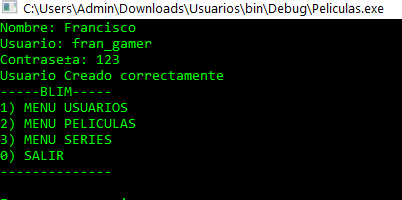 C:\Users\Admin\Downloads\Usuarios\bin\Debug\Peliculas.exe
Nombre: Francisco
Usuario: fran_gamer
Contrase±a: 123
Usuario Creado correctamente
-----BLIM-----
1) MENU USUARIOS
2) MENU PELICULAS
3) MENU SERIES
0) SALIR
--------------